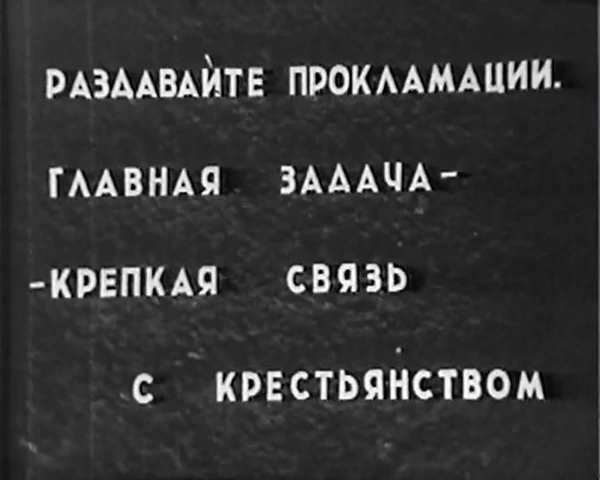 РАЗДАВАЙТЕ ПРОКЛАМАЦИИ.
ГЛАВНАЯ ЗАДАЧА -
- КРЕПКАЯ СВЯЗЬ
С КРЕСТЬЯНСТВОМ